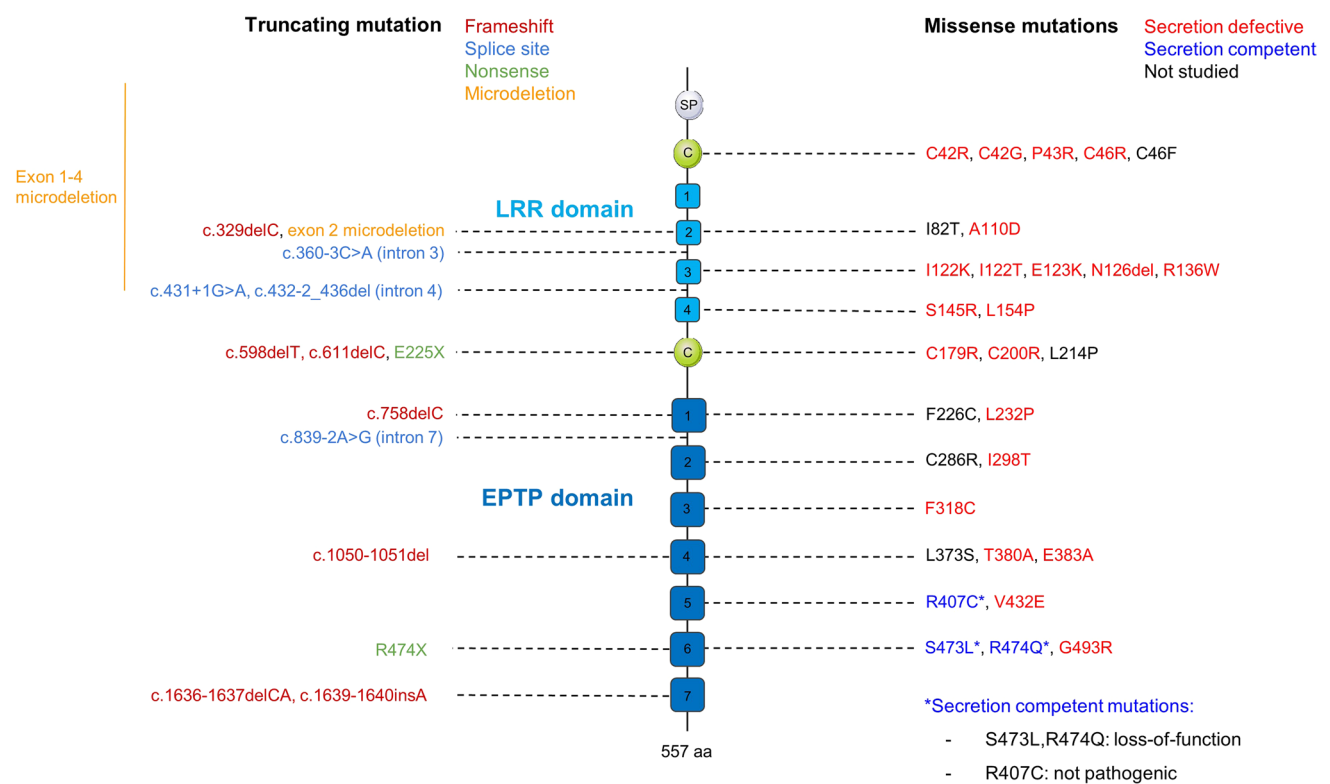 Truncating mutation
Frameshift
Splice site
Nonsense
Microdeletion
Missense mutations
Secretion defective
Secretion competent
Not studied
SP
C
C42R, C42G, P43R, C46R, C46F
Exon 1-4
microdeletion
1
LRR domain
c.329delC, exon 2 microdeletion
2
I82T, A110D
c.360-3C>A (intron 3)
3
I122K, I122T, E123K, N126del, R136W
c.431+1G>A, c.432-2_436del (intron 4)
4
S145R, L154P
c.598delT, c.611delC, E225X
C
C179R, C200R, L214P
c.758delC
1
F226C, L232P
c.839-2A>G (intron 7)
2
C286R, I298T
EPTP domain
3
F318C
c.1050-1051del
4
L373S, T380A, E383A
5
R407C*, V432E
R474X
6
S473L*, R474Q*, G493R
c.1636-1637delCA, c.1639-1640insA
7
557 aa
*Secretion competent mutations:
- S473L,R474Q: loss-of-function
- R407C: not pathogenic